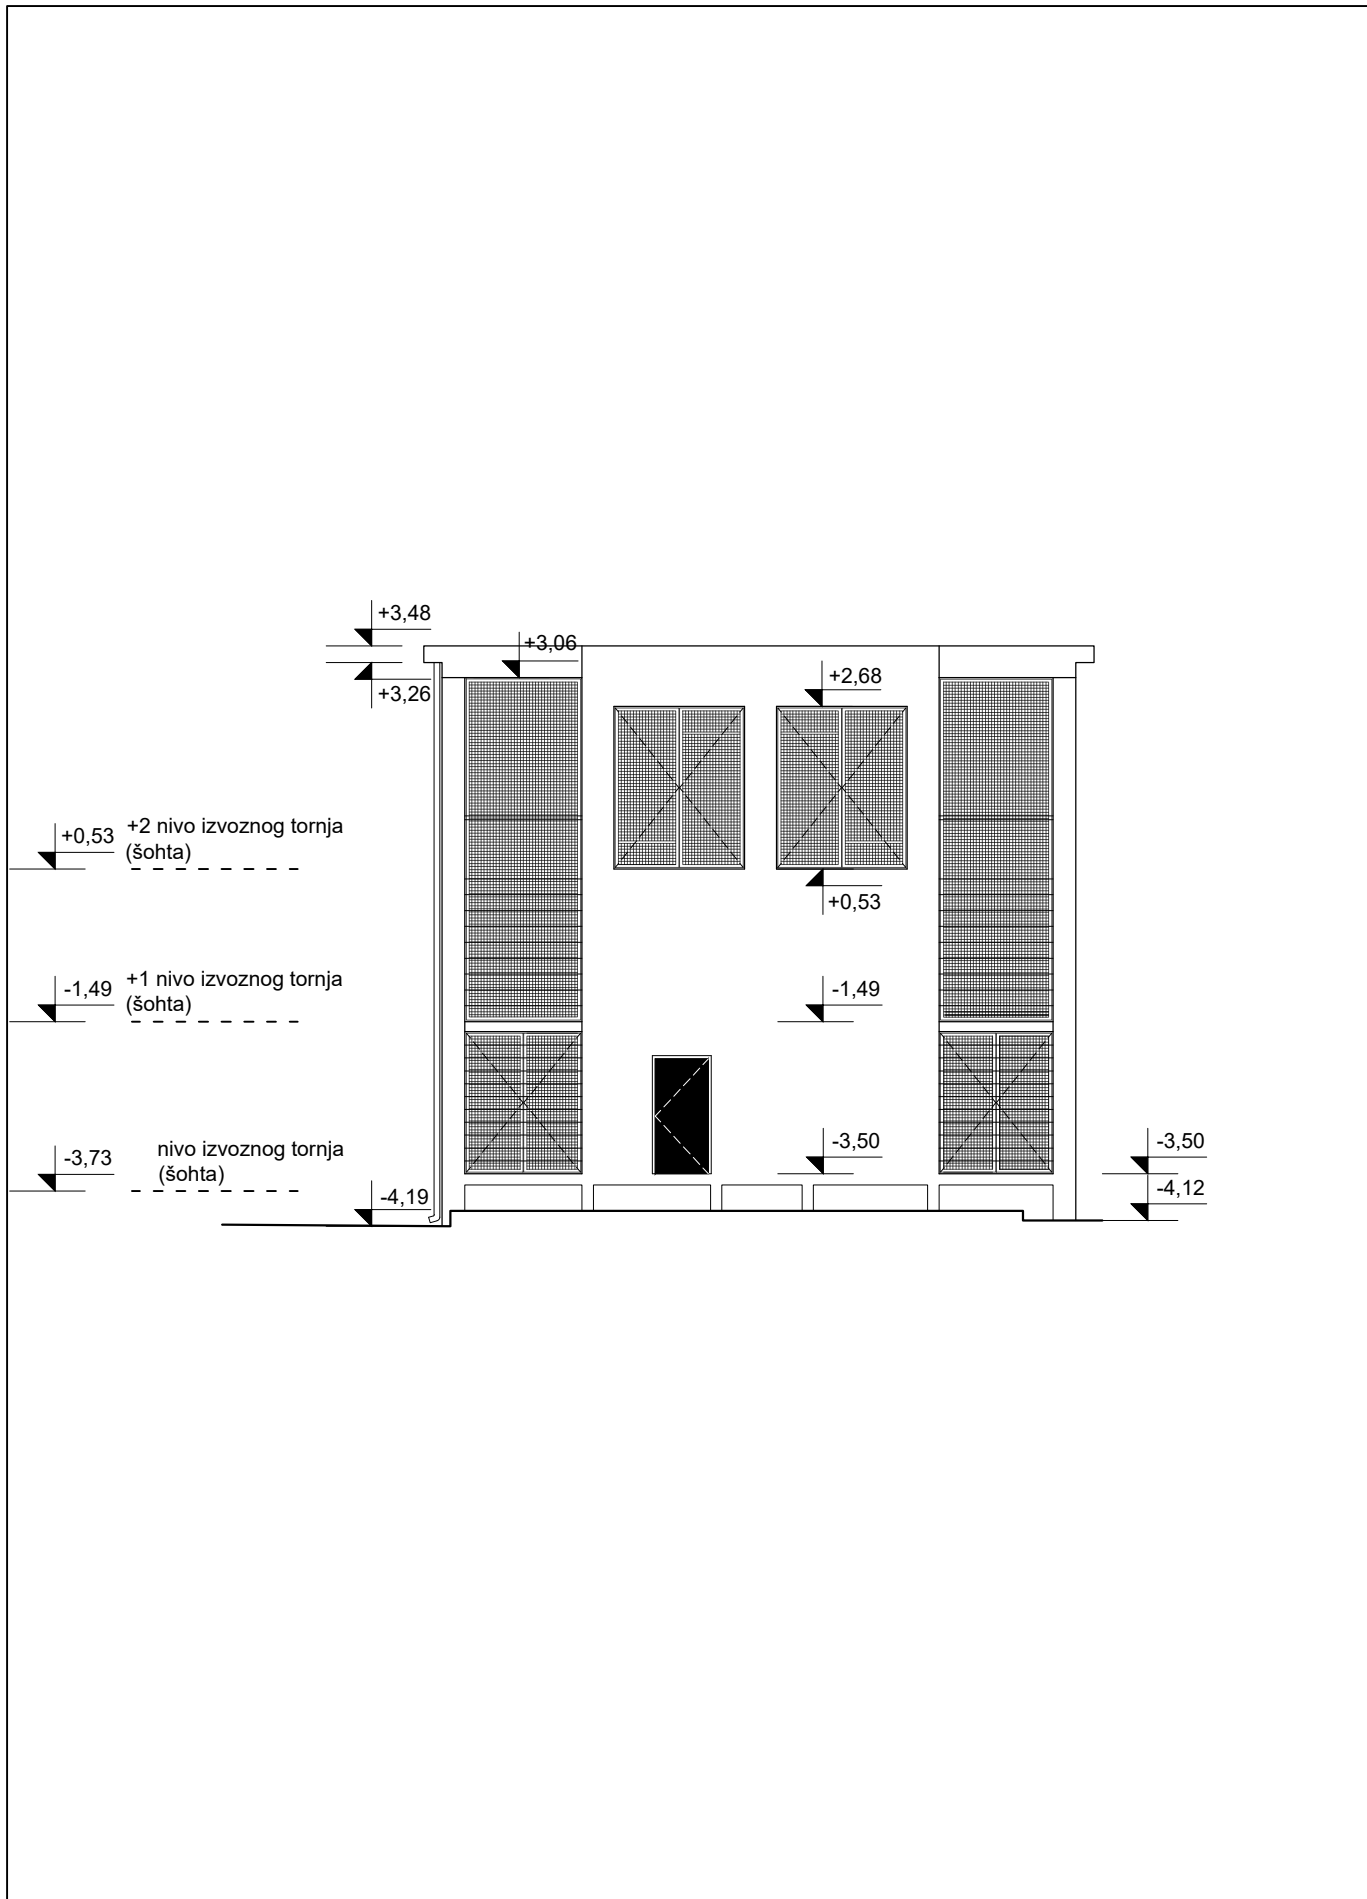 +3,48
+3,06
+3,26
+2,68
+0,53
+2 nivo izvoznog tornja
(šohta)
+0,53
-1,49
+1 nivo izvoznog tornja
(šohta)
-1,49
-3,73
nivo izvoznog tornja
(šohta)
-3,50
-3,50
-4,19
-4,12